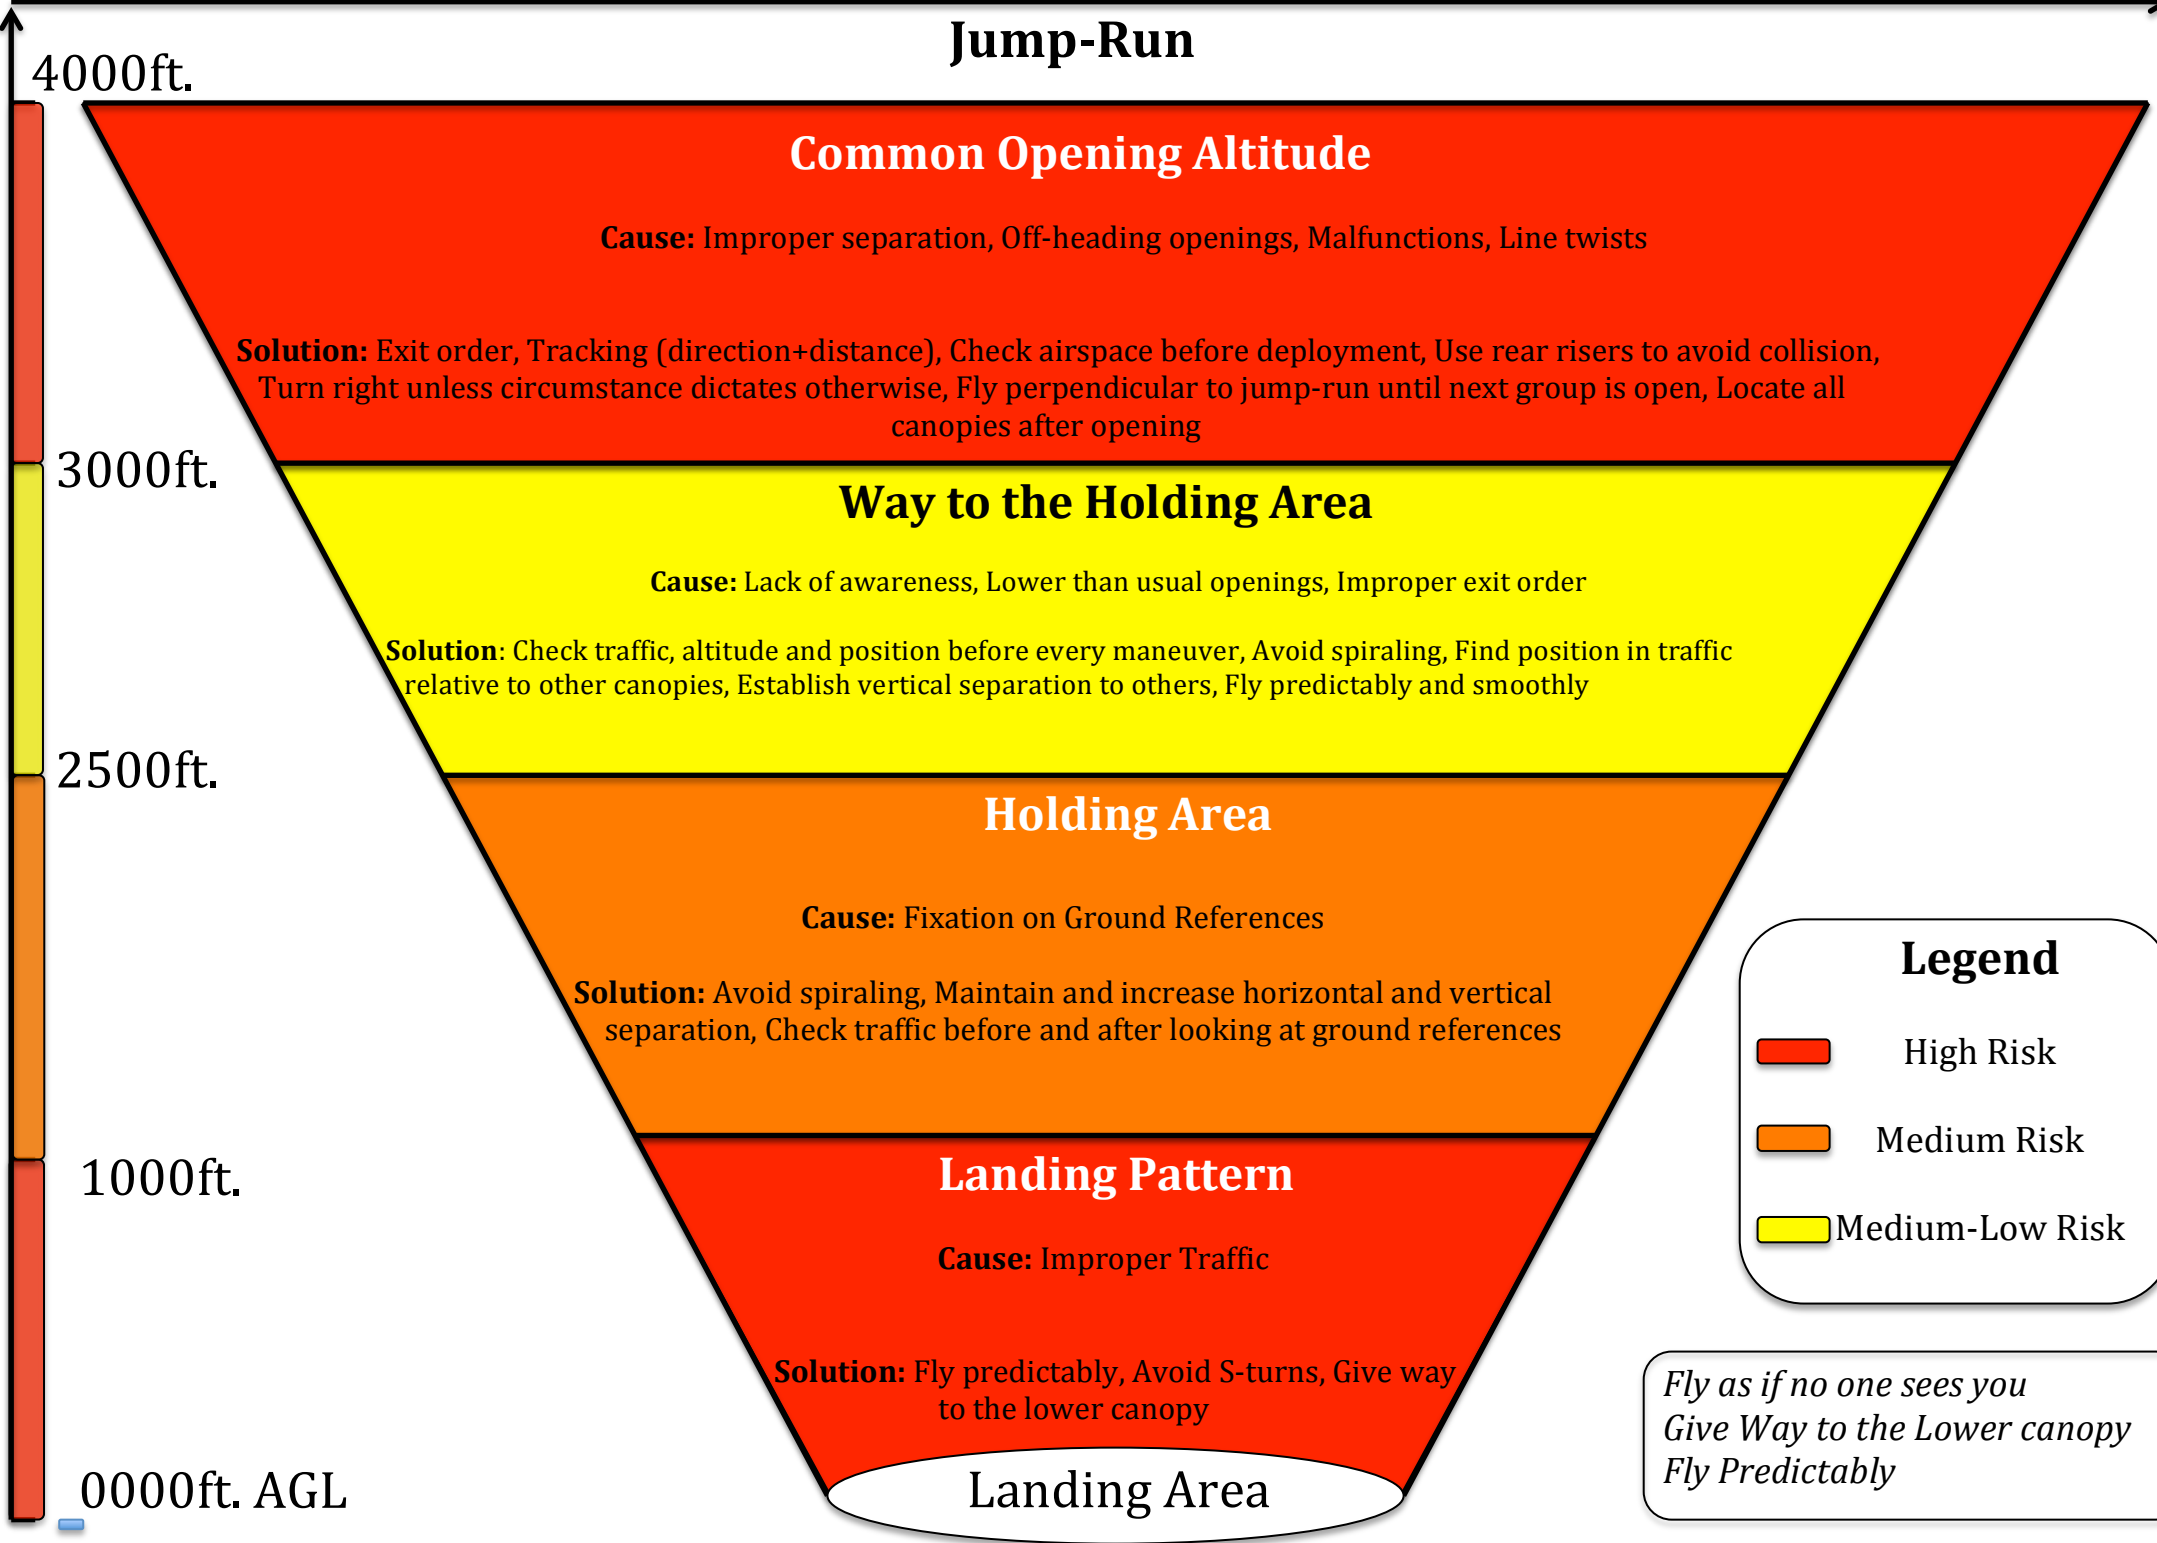 Jump-Run
4000ft.
Common Opening Altitude
Cause: Improper separation, Off-heading openings, Malfunctions, Line twists
Solution: Exit order, Tracking (direction+distance), Check airspace before deployment, Use rear risers to avoid collision,
Turn right unless circumstance dictates otherwise, Fly perpendicular to jump-run until next group is open, Locate all
canopies after opening
3000ft.
Way to the Holding Area
Cause: Lack of awareness, Lower than usual openings, Improper exit order
Solution: Check traffic, altitude and position before every maneuver, Avoid spiraling, Find position in traffic
relative to other canopies, Establish vertical separation to others, Fly predictably and smoothly
2500ft.
Holding Area
Cause: Fixation on Ground References
Solution: Avoid spiraling, Maintain and increase horizontal and vertical
separation, Check traffic before and after looking at ground references
1000ft.
Landing Pattern
Cause: Improper Traffic
Solution: Fly predictably, Avoid S-turns, Give way
to the lower canopy
0000ft. AGL
Landing Area
Legend
High Risk
Medium Risk
Medium-Low Risk
Fly as if no one sees you
Give Way to the Lower canopy
Fly Predictably